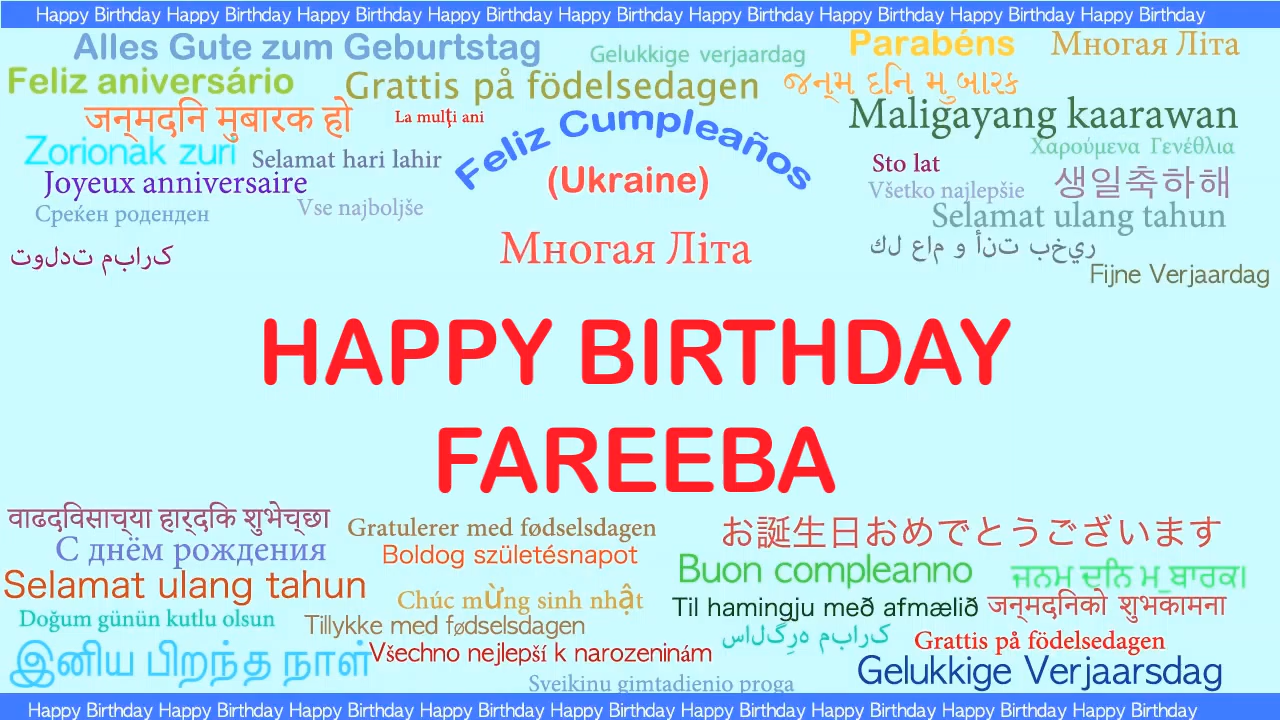 Happy Birthday Happy Birthday Happy Birthday Happy Birthday Happy Birthday Happy Birthday Happy Birthday Happy Birthday Happy Birthday
Alles Gute zum Geburtstag
Gelukkige verjaardag
Parabéns
Многая Літа
Feliz aniversário
Grattis på födelsedagen
જન્મ દિન મુબારક
जन्मदिन मुबारक हो
La mulţi ani
Feliz Cumpleaños
Maligayang kaarawan
Zorionak zuri
Selamat hari lahir
(Ukraine)
Sto lat
Χαρούμενα Γενέθλια
Joyeux anniversaire
Všetko najlepšie
생일축하해
Среќен роденден
Vse najboljše
Selamat ulang tahun
Многая Літа
كل عام و أنت بخير
تولدت مبارک
Fijne Verjaardag
HAPPY BIRTHDAY
FAREEBA
वाढदिवसाच्या हार्दिक शुभेच्छा
Gratulerer med fødselsdagen
お誕生日おめでとうございます
С днём рождения
Boldog születésnapot
Buon compleanno
ਜਨਮ ਦਿਨ ਮੁਬਾਰਕ।
Selamat ulang tahun
Chúc mừng sinh nhật
Til hamingju með afmælið
जन्मदिनको शुभकामना
Doğum günün kutlu olsun
Tillykke med fødselsdagen
سالگرہ مبارک
Grattis på födelsedagen
இனிய பிறந்த நாள்
Všechno nejlepší k narozeninám
Gelukkige Verjaarsdag
Sveikinu gimtadienio proga
Happy Birthday Happy Birthday Happy Birthday Happy Birthday Happy Birthday Happy Birthday Happy Birthday Happy Birthday Happy Birthday